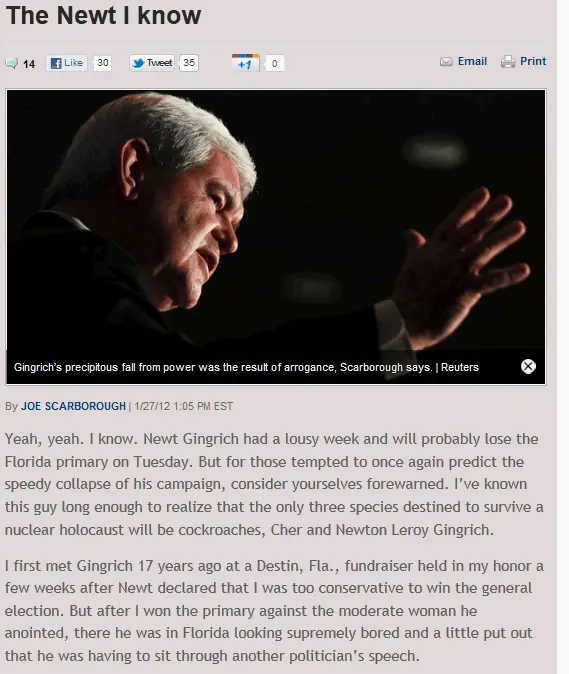 The Newt I know
14 Like 30 Tweet 35 +1 0 Email Print
Gingrich's precipitous fall from power was the result of arrogance, Scarborough says. | Reuters
By JOE SCARBOROUGH | 1/27/12 1:05 PM EST
Yeah, yeah. I know. Newt Gingrich had a lousy week and will probably lose the
Florida primary on Tuesday. But for those tempted to once again predict the
speedy collapse of his campaign, consider yourselves forewarned. I've known
this guy long enough to realize that the only three species destined to survive a
nuclear holocaust will be cockroaches, Cher and Newton Leroy Gingrich.
I first met Gingrich 17 years ago at a Destin, Fla., fundraiser held in my honor a
few weeks after Newt declared that I was too conservative to win the general
election. But after I won the primary against the moderate woman he
anointed, there he was in Florida looking supremely bored and a little put out
that he was having to sit through another politician's speech.